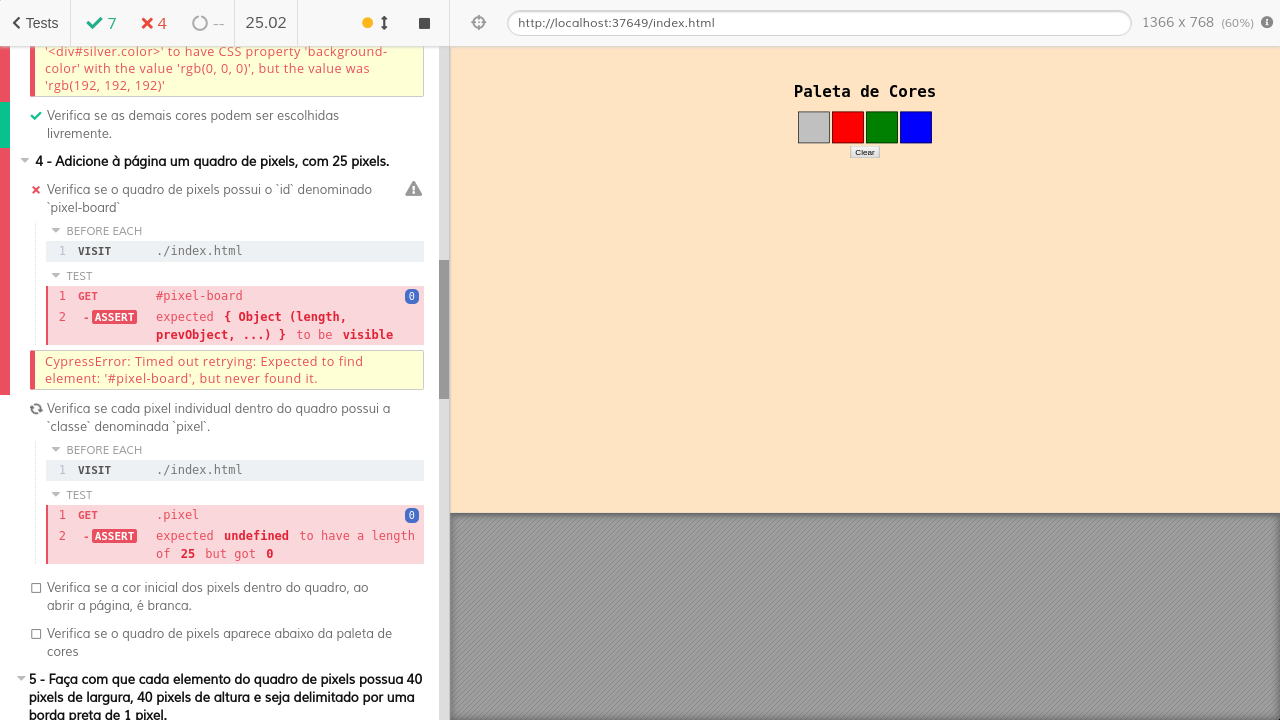 Tests 7 4 -- 25.02
http://localhost:37649/index.html 1366 x 768 (60%)
'<div#silver.color>' to have CSS property 'background-
color' with the value 'rgb(0, 0, 0)', but the value was
'rgb(192, 192, 192)'
Verifica se as demais cores podem ser escolhidas
livremente.
4 - Adicione à página um quadro de pixels, com 25 pixels.
Verifica se o quadro de pixels possui o `id` denominado
`pixel-board`
BEFORE EACH
1 VISIT ./index.html
TEST
1 GET #pixel-board 0
2 -ASSERT expected { Object (length,
prevObject, ...) } to be visible
CypressError: Timed out retrying: Expected to find
element: '#pixel-board', but never found it.
Verifica se cada pixel individual dentro do quadro possui a
`classe` denominada `pixel`.
BEFORE EACH
1 VISIT ./index.html
TEST
1 GET .pixel 0
2 -ASSERT expected undefined to have a length
of 25 but got 0
Verifica se a cor inicial dos pixels dentro do quadro, ao
abrir a página, é branca.
Verifica se o quadro de pixels aparece abaixo da paleta de
cores
5 - Faça com que cada elemento do quadro de pixels possua 40
pixels de largura, 40 pixels de altura e seja delimitado por uma
borda preta de 1 pixel.
Paleta de Cores
Clear